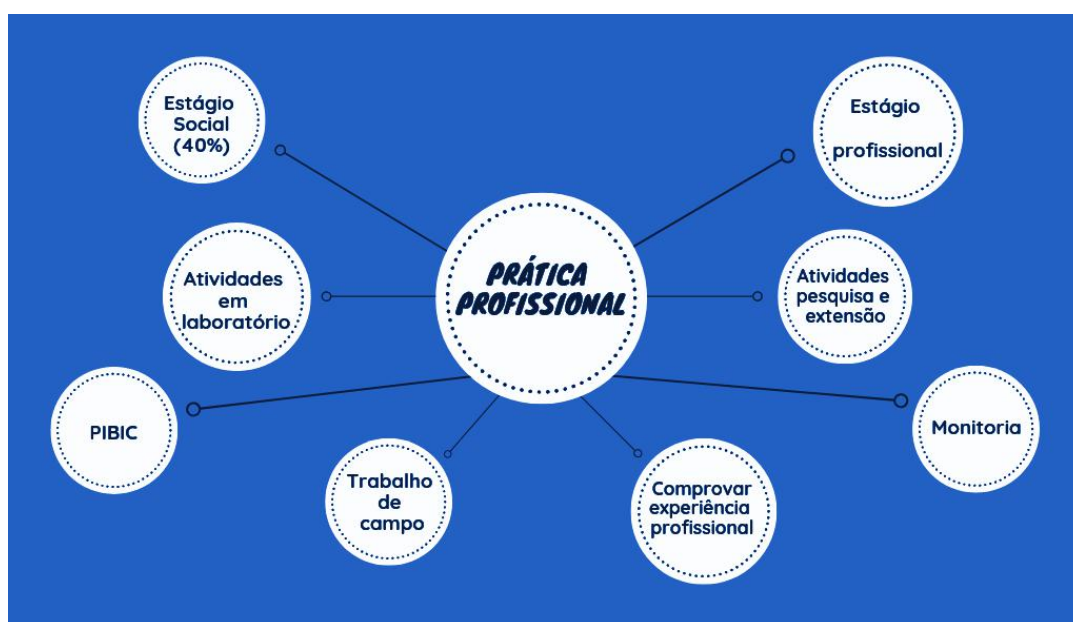 Estágio
Social
(40%)
Estágio
profissional
PRÁTICA
PROFISSIONAL
Atividades
em
laboratório
Atividades
pesquisa e
extensão
PIBIC
Monitoria
Trabalho
de
campo
Comprovar
experiência
profissional